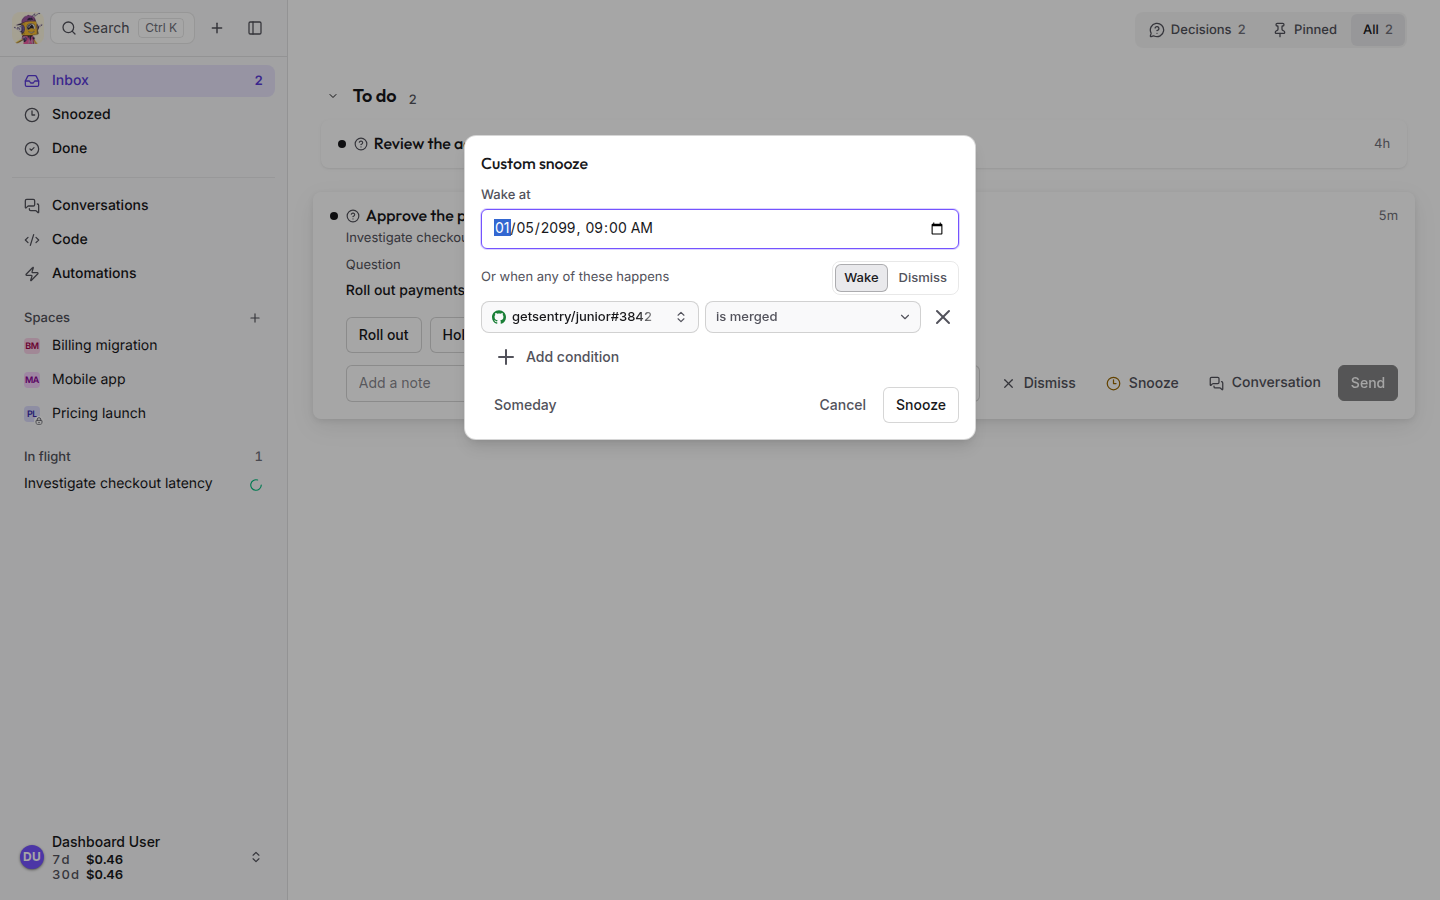 Search Ctrl K
Inbox 2
Snoozed
Done
Conversations
Code
Automations
Spaces
BM Billing migration
MA Mobile app
PL Pricing launch
In flight 1
Investigate checkout latency
DU Dashboard User
7d $0.46
30d $0.46
Decisions 2 Pinned All 2
To do 2
Review the 4h
Approve the 5m
Investigate
Question
Roll out payments
Roll out
Add a note
Dismiss Snooze Conversation Send
Custom snooze
Wake at
01/05/2099, 09:00 AM
Or when any of these happens Wake Dismiss
getsentry/junior#3842 is merged
Add condition
Someday Cancel Snooze